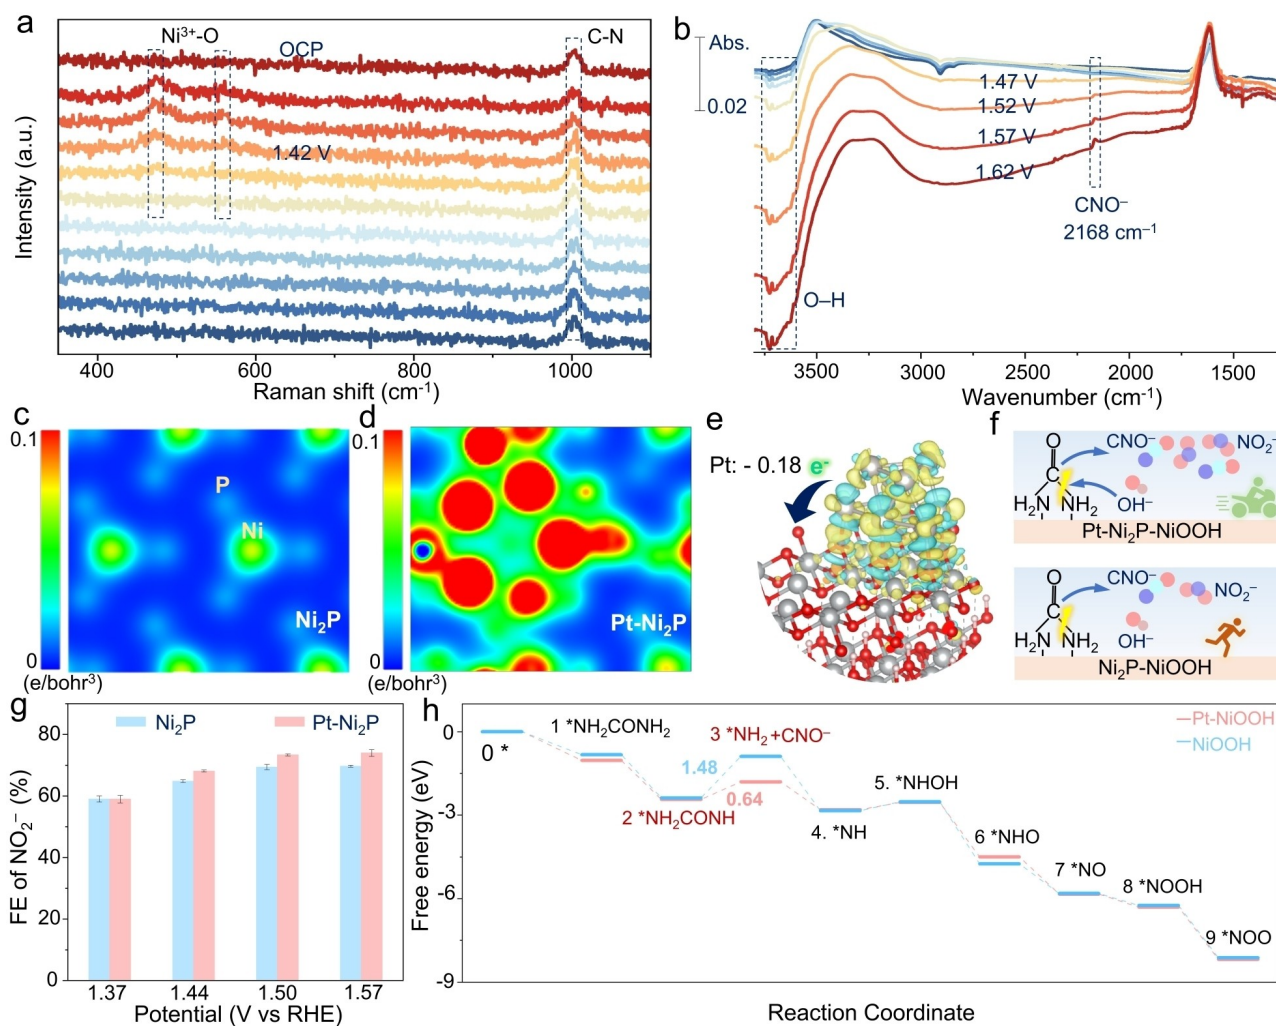 a
Ni³⁺-O
OCP
C-N
1.42 V
Intensity (a.u.)
400
600
800
1000
Raman shift (cm⁻¹)
b
Abs.
0.02
1.47 V
1.52 V
1.57 V
1.62 V
CNO⁻
2168 cm⁻¹
O–H
3500
3000
2500
2000
1500
Wavenumber (cm⁻¹)
c
0.1
0
(e/bohr³)
P
Ni
Ni₂P
d
0.1
0
(e/bohr³)
Pt-Ni₂P
e
Pt: - 0.18 e⁻
f
O
C
H₂N NH₂
CNO⁻
NO₂⁻
OH⁻
Pt-Ni₂P-NiOOH
O
C
H₂N NH₂
CNO⁻
NO₂⁻
OH⁻
Ni₂P-NiOOH
g
Ni₂P
Pt-Ni₂P
FE of NO₂⁻ (%)
80
60
40
20
0
1.37
1.44
1.50
1.57
Potential (V vs RHE)
h
Pt-NiOOH
NiOOH
Free energy (eV)
0
-3
-6
-9
0 *
1 *NH₂CONH₂
2 *NH₂CONH
3 *NH₂+CNO⁻
1.48
0.64
4. *NH
5. *NHOH
6 *NHO
7 *NO
8 *NOOH
9 *NOO
Reaction Coordinate